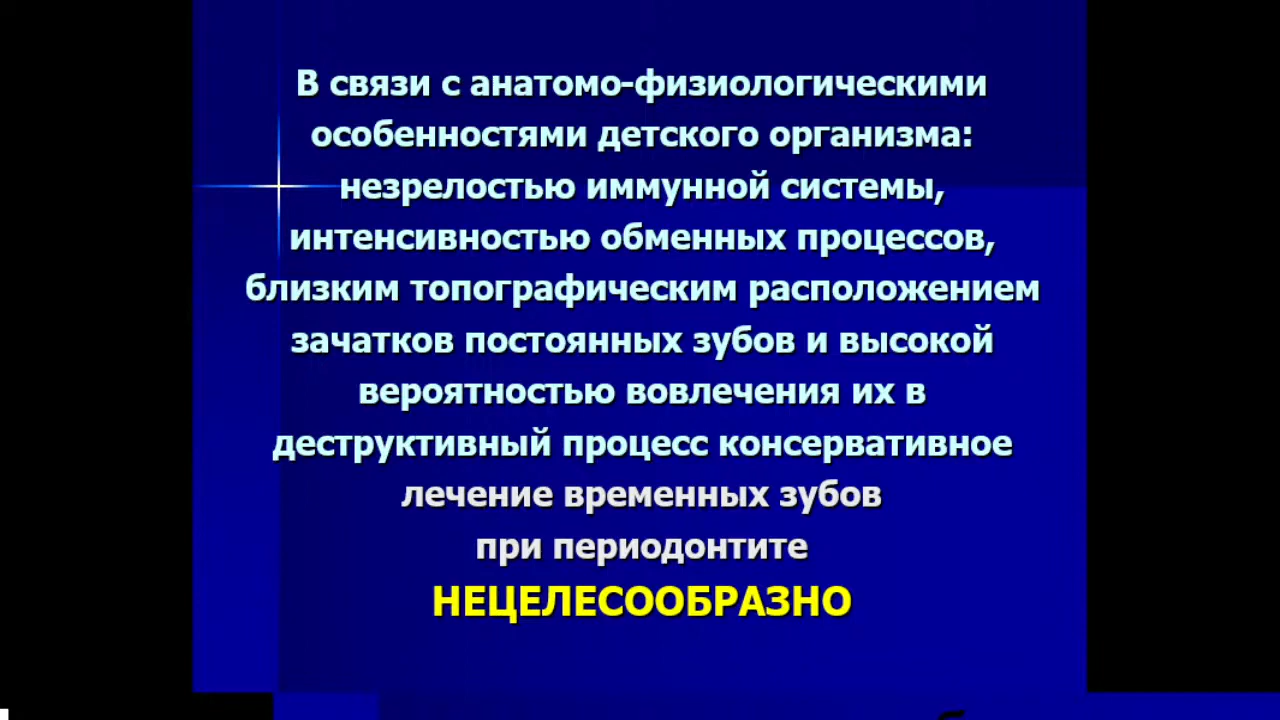 В связи с анатомо-физиологическими
особенностями детского организма:
незрелостью иммунной системы,
интенсивностью обменных процессов,
близким топографическим расположением
зачатков постоянных зубов и высокой
вероятностью вовлечения их в
деструктивный процесс консервативное
лечение временных зубов
при периодонтите
НЕЦЕЛЕСООБРАЗНО